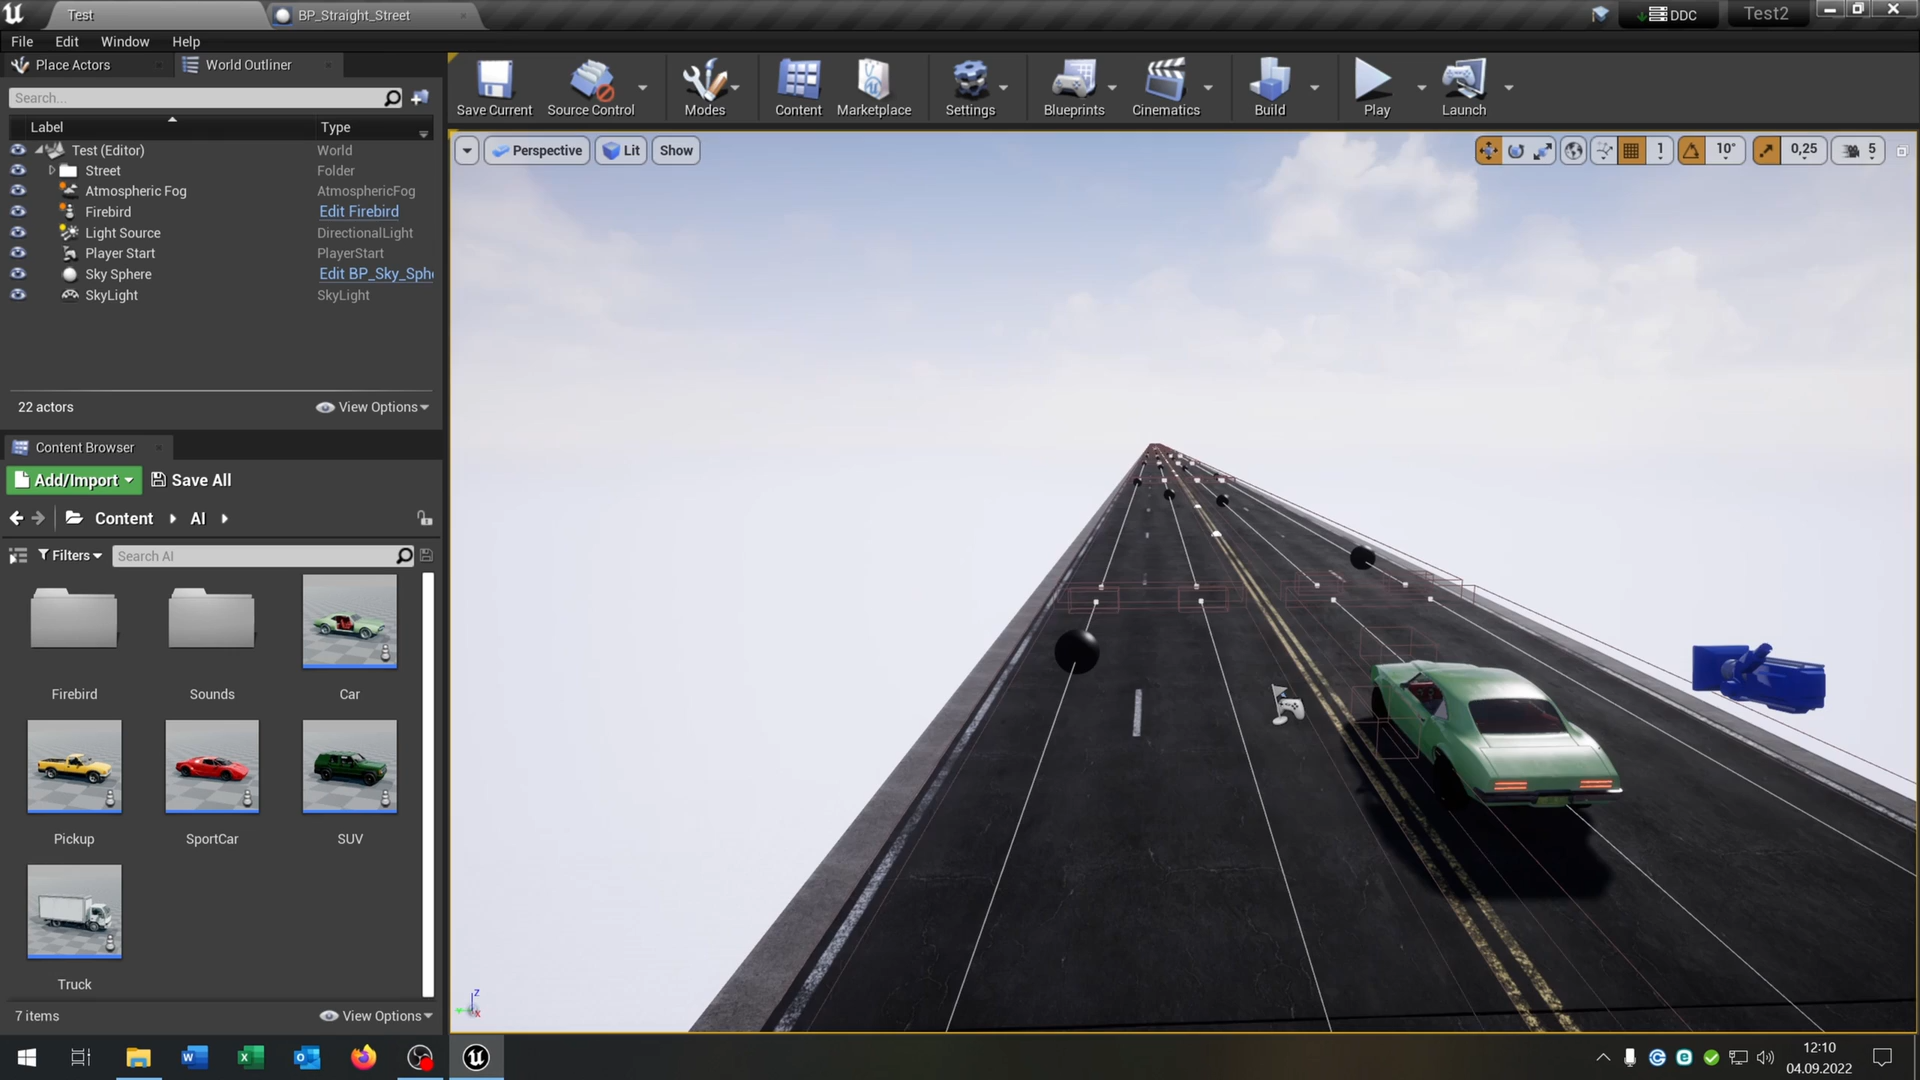 Test
BP_Straight_Street
DDC
Test2
File Edit Window Help
Place Actors
World Outliner
Search...
Label Type
Test (Editor) World
Street Folder
Atmospheric Fog AtmosphericFog
Firebird Edit Firebird
Light Source DirectionalLight
Player Start PlayerStart
Sky Sphere Edit BP_Sky_Sph
SkyLight SkyLight
22 actors
View Options
Save Current
Source Control
Modes
Content
Marketplace
Settings
Blueprints
Cinematics
Build
Play
Launch
Perspective
Lit
Show
1
10°
0,25
5
Content Browser
Add/Import
Save All
Content AI
Filters
Search AI
Firebird
Sounds
Car
Pickup
SportCar
SUV
Truck
7 items
View Options
12:10
04.09.2022